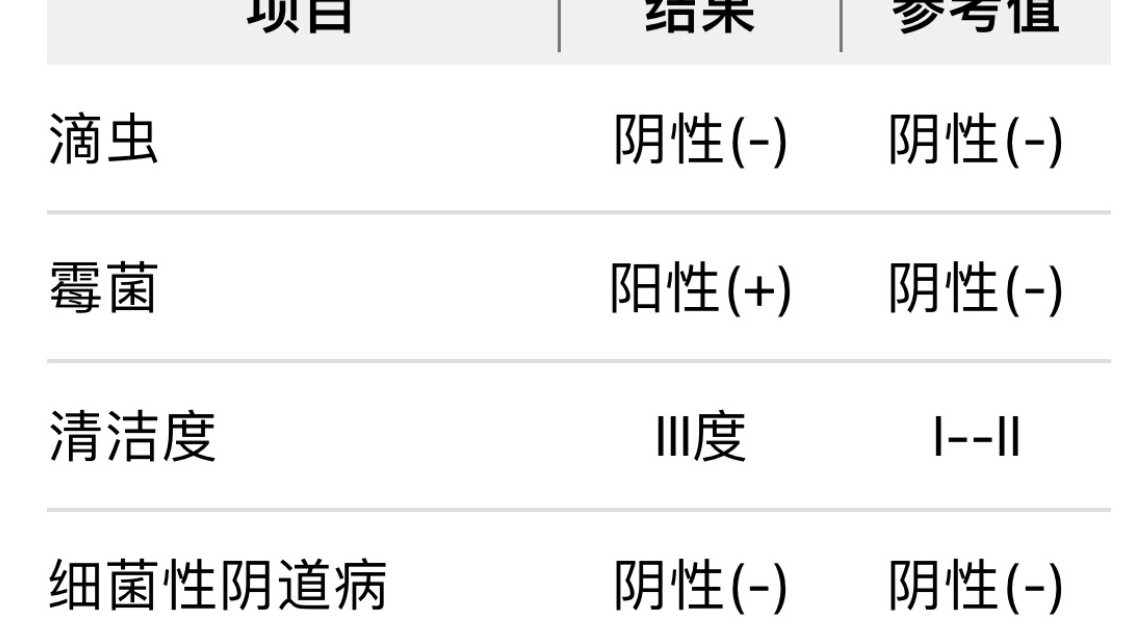 项目 结果 参考值
滴虫 阴性(-) 阴性(-)
霉菌 阳性(+) 阴性(-)
清洁度 III度 I--II
细菌性阴道病 阴性(-) 阴性(-)